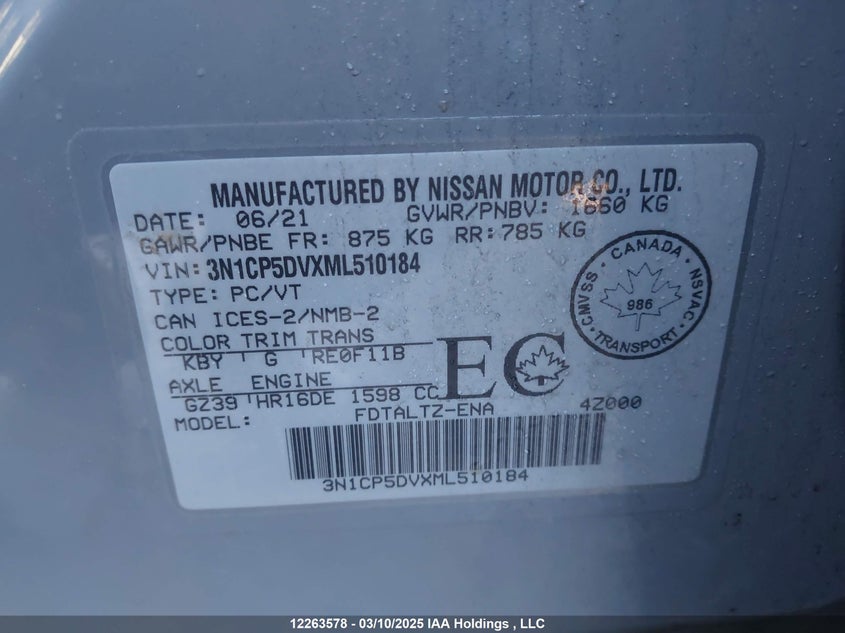 MANUFACTURED BY NISSAN MOTOR CO., LTD.
DATE: 06/21 GVWR/PNBV: 1660 KG
GAWR/PNBE FR: 875 KG RR: 785 KG
VIN: 3N1CP5DVXML510184
TYPE: PC/VT
CAN ICES-2/NMB-2
COLOR TRIM TRANS
KBY G RE0F11B
AXLE ENGINE
GZ39 HR16DE 1598 CC
MODEL: FDTALTZ-ENA 4Z000
3N1CP5DVXML510184
EC
CMVSS · CANADA · NSVAC · TRANSPORT ·
986
12263578 - 03/10/2025 IAA Holdings , LLC